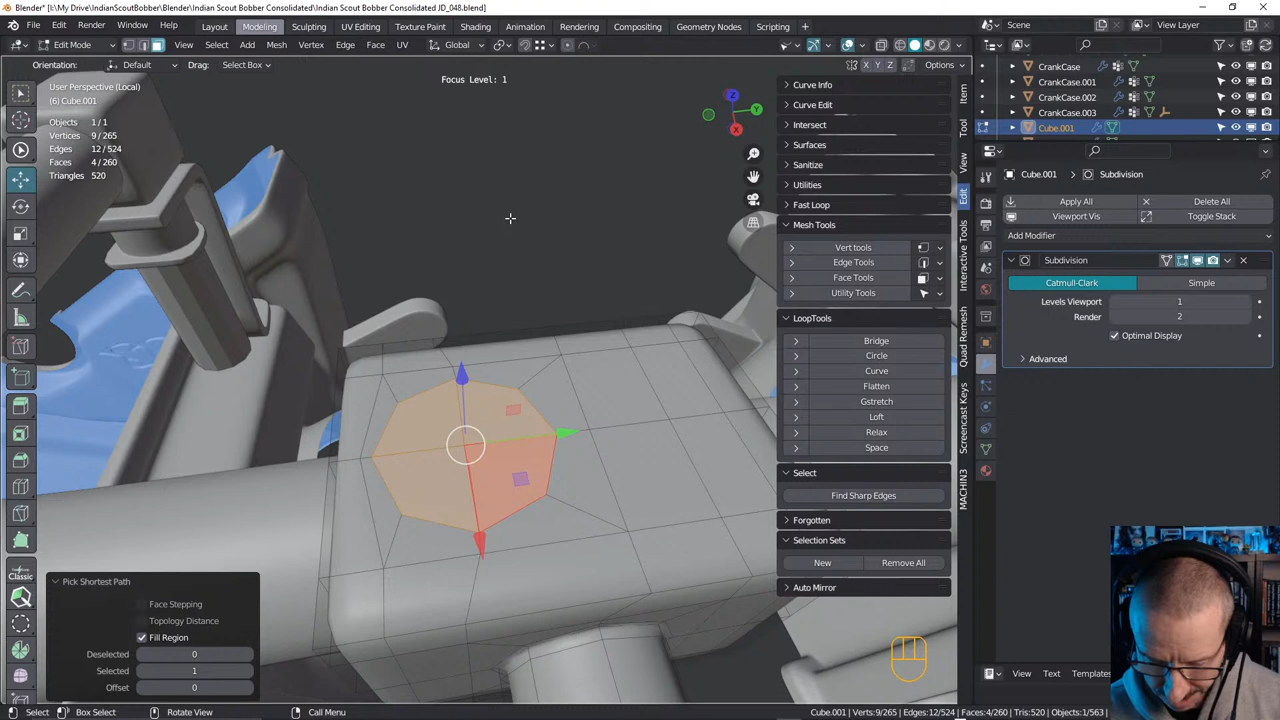 Blender* [I:\My Drive\IndianScoutBobber\Blender\Indian Scout Bobber Consolidated\Indian Scout Bobber Consolidated JD_048.blend]
File Edit Render Window Help Layout Modeling Sculpting UV Editing Texture Paint Shading Animation Rendering Compositing Geometry Nodes Scripting Scene View Layer
Edit Mode View Select Add Mesh Vertex Edge Face UV Global
Orientation: Default Drag: Select Box X Y Z Options
User Perspective (Local)
(6) Cube.001
Objects 1/1
Vertices 9/265
Edges 12/524
Faces 4/260
Triangles 520
Focus Level: 1
Z
Y
X
Curve Info
Curve Edit
Intersect
Surfaces
Sanitize
Utilities
Fast Loop
Mesh Tools
Vert tools
Edge Tools
Face Tools
Utility Tools
LoopTools
Bridge
Circle
Curve
Flatten
Gstretch
Loft
Relax
Space
Select
Find Sharp Edges
Forgotten
Selection Sets
New Remove All
Auto Mirror
Item
Tool
View
Edit
Interactive Tools
Quad Remesh
Screencast Keys
MACHIN3
CrankCase
CrankCase.001
CrankCase.002
CrankCase.003
Cube.001
Cube.001 Subdivision
Apply All Delete All
Viewport Vis Toggle Stack
Add Modifier
Subdivision
Catmull-Clark Simple
Levels Viewport 1
Render 2
Optimal Display
Advanced
Classic
Pick Shortest Path
Face Stepping
Topology Distance
Fill Region
Deselected 0
Selected 1
Offset 0
View Text Templates
Select Box Select Rotate View Call Menu Cube.001 | Verts:9/265 | Edges:12/524 | Faces:4/260 | Tris:520 | Objects:1/563